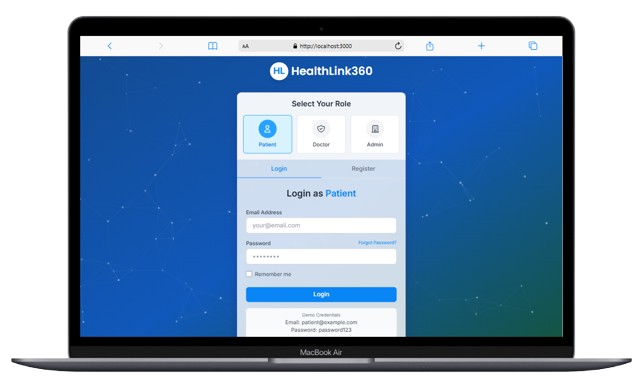 AA http://localhost:3000
HL HealthLink360
Select Your Role
Patient Doctor Admin
Login Register
Login as Patient
Email Address
your@email.com
Password Forgot Password?
Remember me
Login
Demo Credentials
Email: patient@example.com
Password: password123
MacBook Air